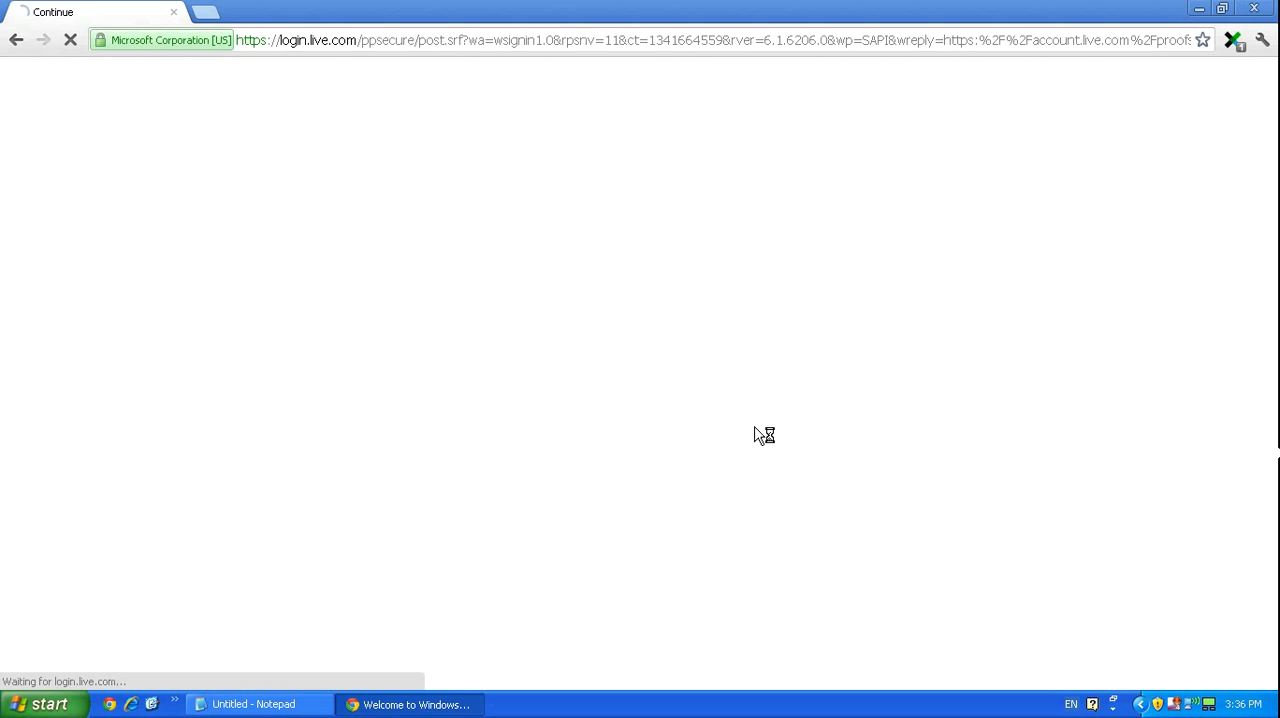 Continue
Microsoft Corporation [US] https://login.live.com/ppsecure/post.srf?wa=wsignin1.0&rpsnv=11&ct=1341664559&rver=6.1.6206.0&wp=SAPI&wreply=https:%2F%2Faccount.live.com%2Fproofs
1
Waiting for login.live.com...
start
Untitled - Notepad
Welcome to Windows...
EN
3:36 PM